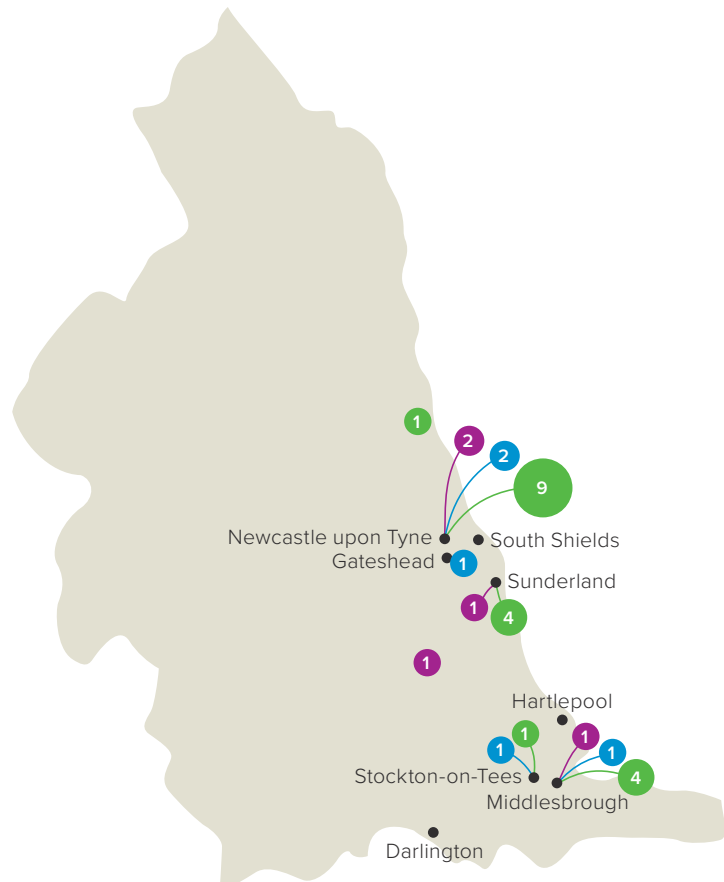 1
2
2
9
Newcastle upon Tyne
South Shields
Gateshead
1
Sunderland
1
4
1
Hartlepool
1
1
1
1
Stockton-on-Tees
4
Middlesbrough
Darlington